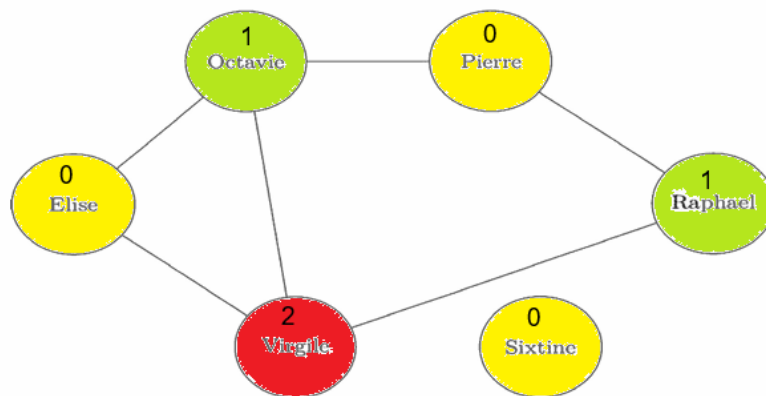 1
Octavie
0
Pierre
0
Elise
1
Raphael
2
Virgile
0
Sixtine